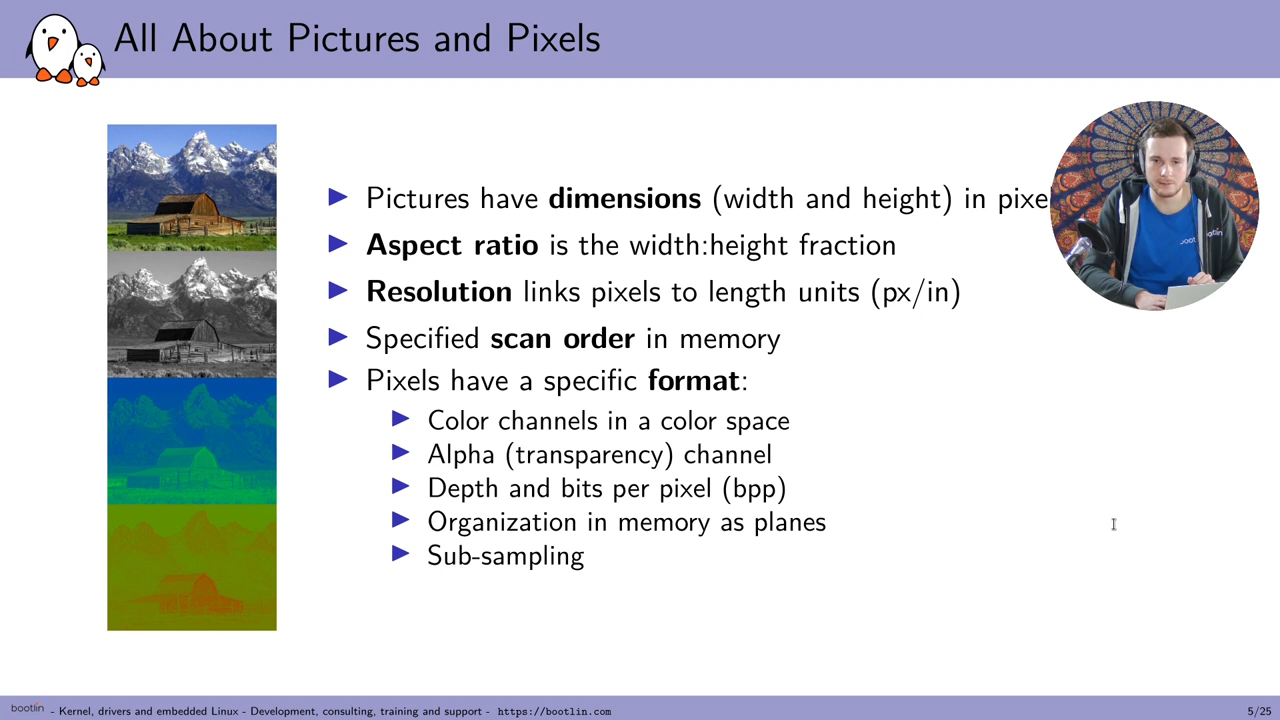 All About Pictures and Pixels
Pictures have dimensions (width and height) in pixe
Aspect ratio is the width:height fraction
Resolution links pixels to length units (px/in)
Specified scan order in memory
Pixels have a specific format:
Color channels in a color space
Alpha (transparency) channel
Depth and bits per pixel (bpp)
Organization in memory as planes
Sub-sampling
bootlin - Kernel, drivers and embedded Linux - Development, consulting, training and support - https://bootlin.com
5/25